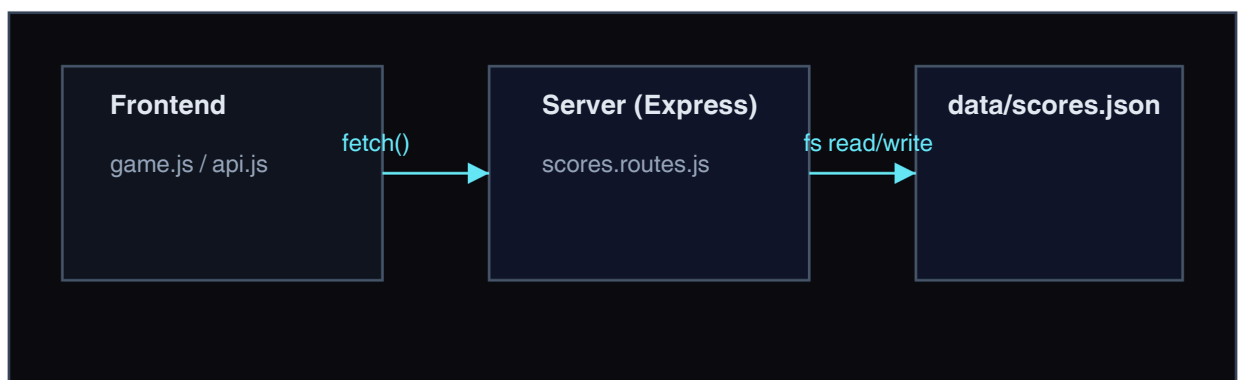 Frontend
game.js / api.js
fetch()
Server (Express)
scores.routes.js
fs read/write
data/scores.json